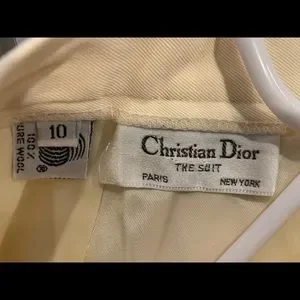 10
100%
PURE WOOL
®
Christian Dior
THE SUIT
PARIS NEW YORK